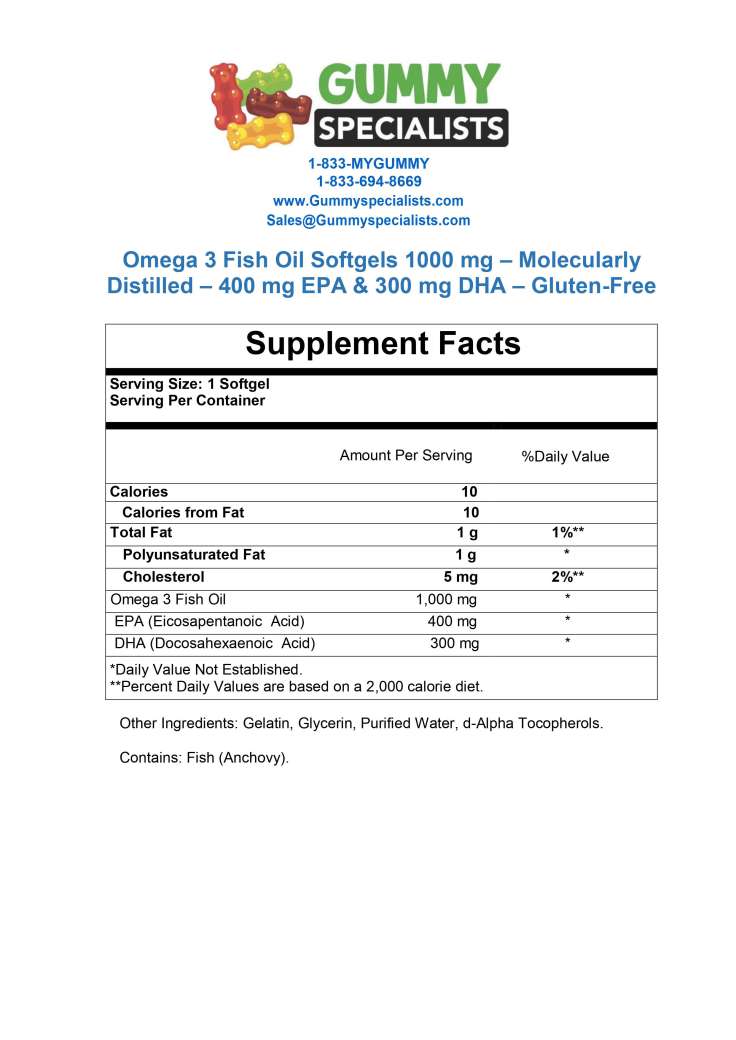 GUMMY
SPECIALISTS
1-833-MYGUMMY
1-833-694-8669
www.Gummyspecialists.com
Sales@Gummyspecialists.com
Omega 3 Fish Oil Softgels 1000 mg – Molecularly
Distilled – 400 mg EPA & 300 mg DHA – Gluten-Free
Supplement Facts
Serving Size: 1 Softgel
Serving Per Container
Amount Per Serving %Daily Value
Calories 10
Calories from Fat 10
Total Fat 1 g 1%**
Polyunsaturated Fat 1 g *
Cholesterol 5 mg 2%**
Omega 3 Fish Oil 1,000 mg *
EPA (Eicosapentanoic Acid) 400 mg *
DHA (Docosahexaenoic Acid) 300 mg *
*Daily Value Not Established.
**Percent Daily Values are based on a 2,000 calorie diet.
Other Ingredients: Gelatin, Glycerin, Purified Water, d-Alpha Tocopherols.
Contains: Fish (Anchovy).